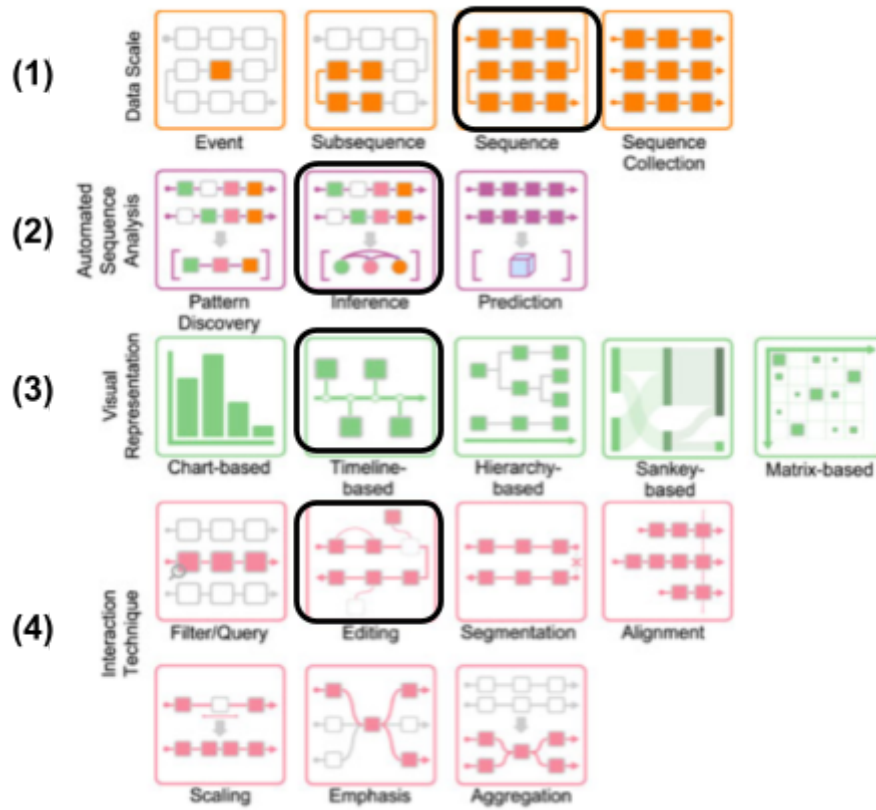 (1)
Data Scale
Event
Subsequence
Sequence
Sequence
Collection
(2)
Automated
Sequence
Analysis
Pattern
Discovery
Inference
Prediction
(3)
Visual
Representation
Chart-based
Timeline-
based
Hierarchy-
based
Sankey-
based
Matrix-based
(4)
Interaction
Technique
Filter/Query
Editing
Segmentation
Alignment
Scaling
Emphasis
Aggregation